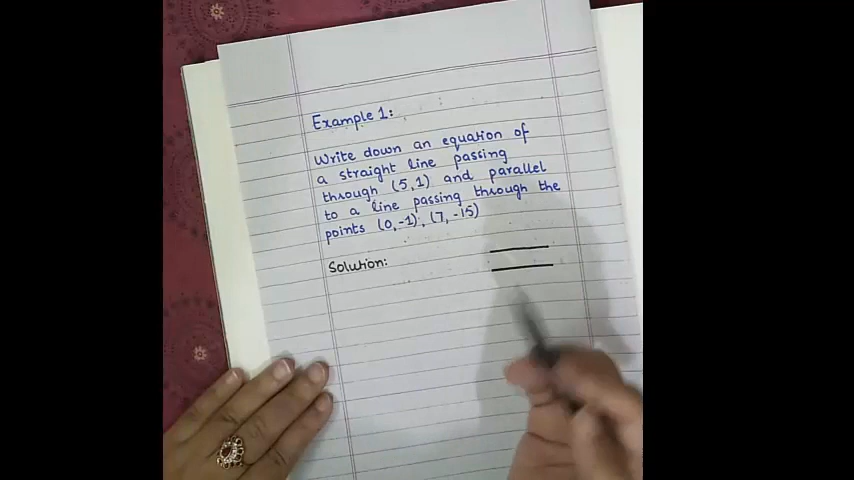 Example 1:
Write down an equation of
a straight line passing
through (5,1) and parallel
to a line passing through the
points (0,-1), (7,-15)
Solution: